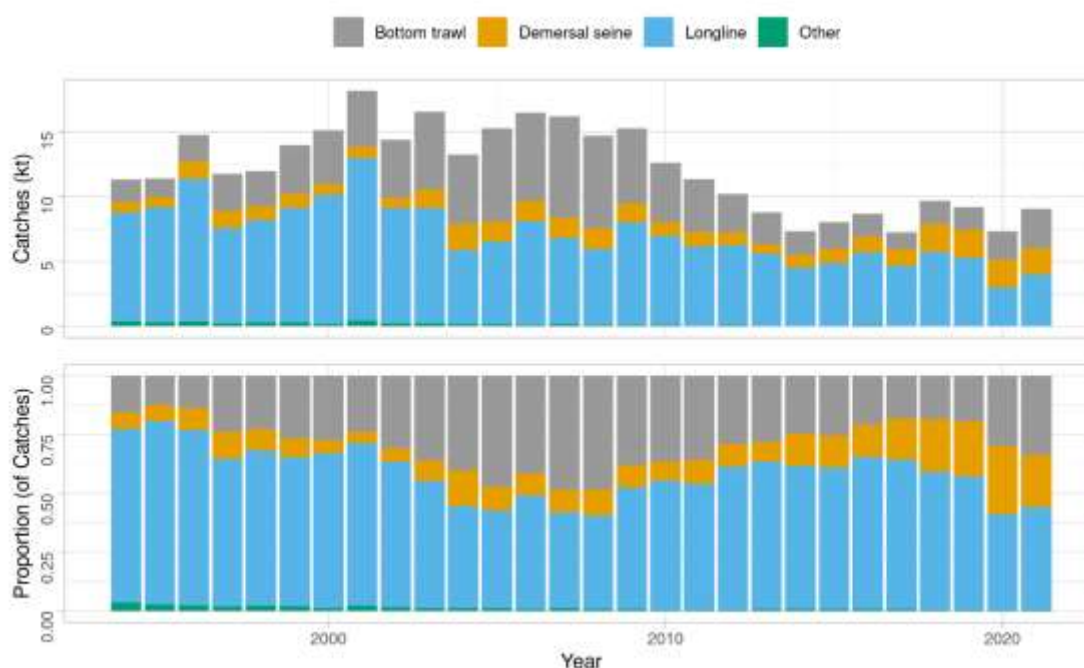 Bottom trawl Demersal seine Longline Other
Catches (kt)
15
10
5
0
Proportion (of Catches)
1.00
0.75
0.50
0.25
0.00
2000 2010 2020
Year